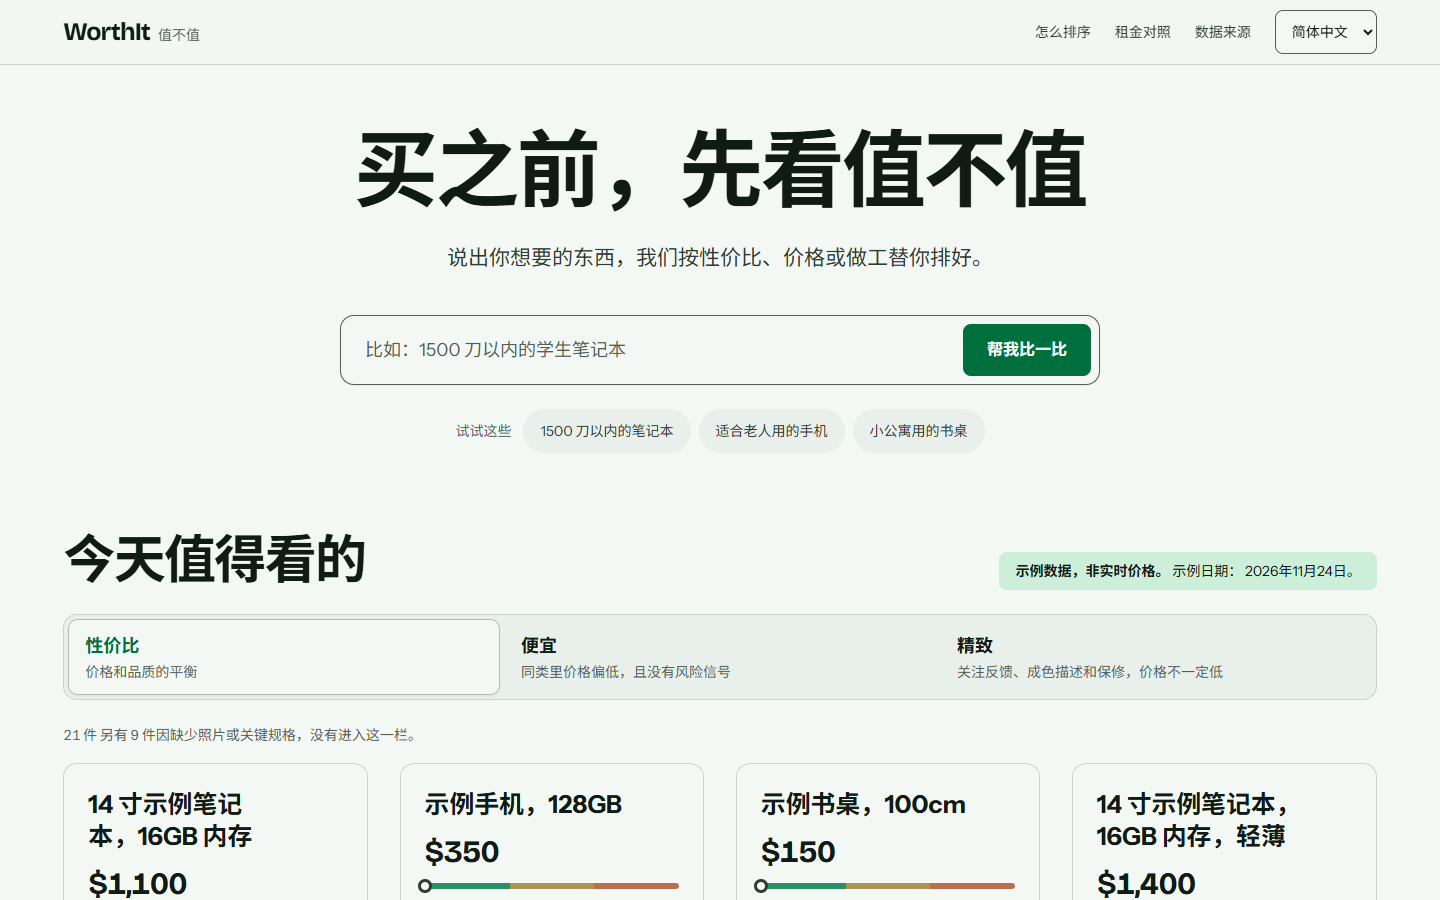 WorthIt 值不值
怎么排序
租金对照
数据来源
简体中文
买之前，先看值不值
说出你想要的东西，我们按性价比、价格或做工替你排好。
比如：1500 刀以内的学生笔记本
帮我比一比
试试这些
1500 刀以内的笔记本
适合老人用的手机
小公寓用的书桌
今天值得看的
示例数据，非实时价格。 示例日期： 2026年11月24日。
性价比
价格和品质的平衡
便宜
同类里价格偏低，且没有风险信号
精致
关注反馈、成色描述和保修，价格不一定低
21 件 另有 9 件因缺少照片或关键规格，没有进入这一栏。
14 寸示例笔记
本，16GB 内存
$1,100
示例手机，128GB
$350
示例书桌，100cm
$150
14 寸示例笔记本，
16GB 内存，轻薄
$1,400